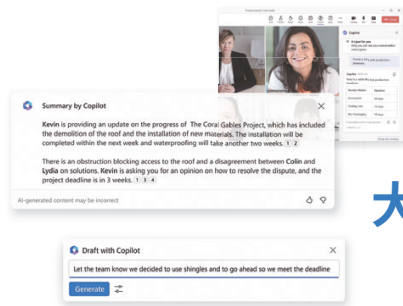 Copilot
Summary by Copilot
Kevin is providing an update on the progress of The Coral Gables Project, which has included
the demolition of the roof and the installation of new materials. The installation will be
completed within the next week and waterproofing will take another two weeks. 1 2
There is an obstruction blocking access to the roof and a disagreement between Colin and
Lydia on solutions. Kevin is asking you for an opinion on how to resolve the dispute, and the
project deadline is in 3 weeks. 1 3 4
AI-generated content may be incorrect
Draft with Copilot
Let the team know we decided to use shingles and to go ahead so we meet the deadline
Generate